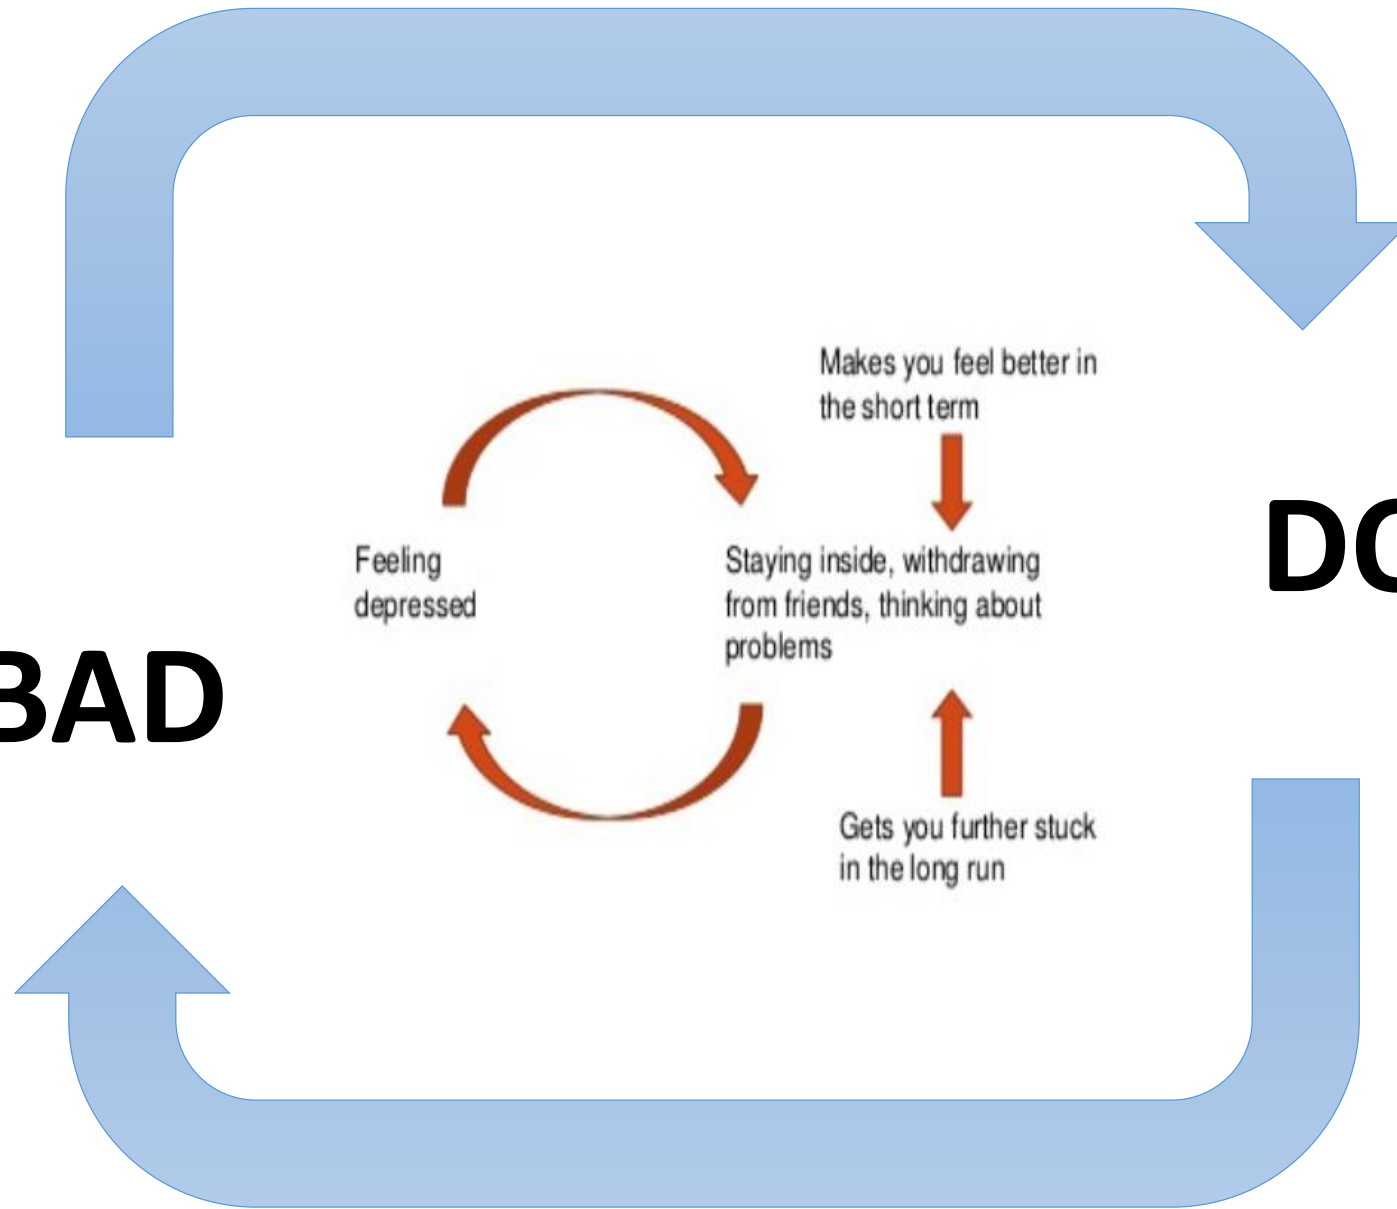 Makes you feel better in
the short term
Feeling
depressed
Staying inside, withdrawing
from friends, thinking about
problems
BAD
Gets you further stuck
in the long run